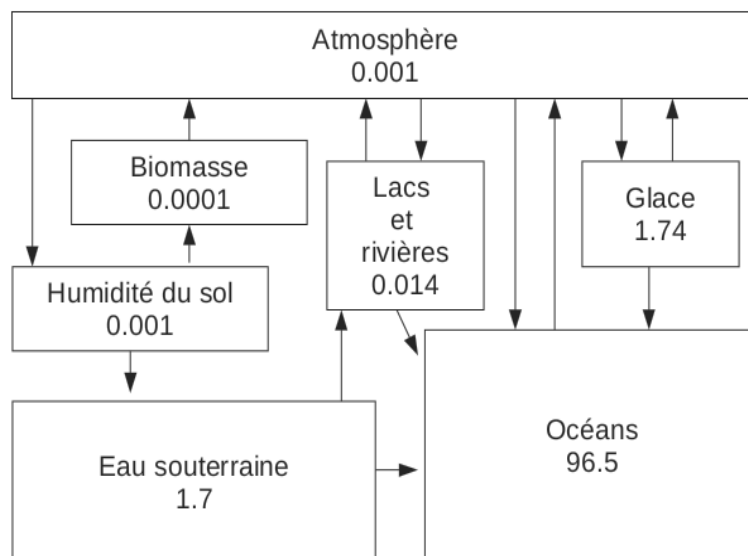 Atmosphère
0.001
Biomasse
0.0001
Lacs
et
rivières
0.014
Glace
1.74
Humidité du sol
0.001
Océans
96.5
Eau souterraine
1.7